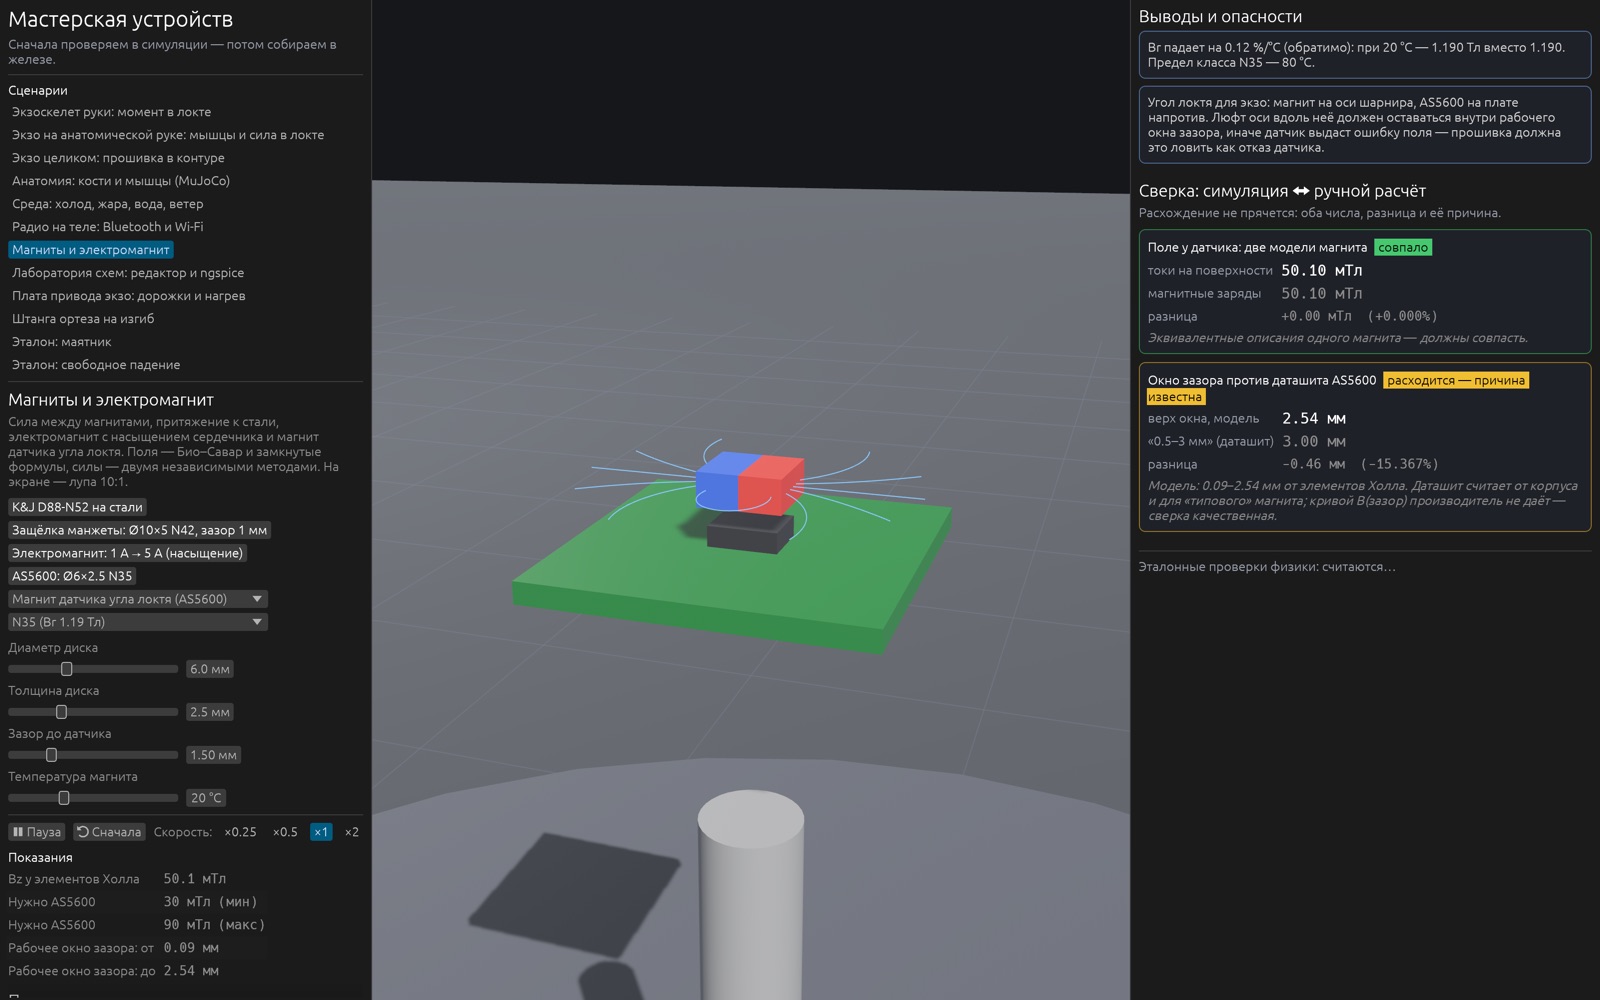 Мастерская устройств
Сначала проверяем в симуляции — потом собираем в
железе.
Сценарии
Экзоскелет руки: момент в локте
Экзо на анатомической руке: мышцы и сила в локте
Экзо целиком: прошивка в контуре
Анатомия: кости и мышцы (MuJoCo)
Среда: холод, жара, вода, ветер
Радио на теле: Bluetooth и Wi-Fi
Магниты и электромагнит
Лаборатория схем: редактор и ngspice
Плата привода экзо: дорожки и нагрев
Штанга ортеза на изгиб
Эталон: маятник
Эталон: свободное падение
Магниты и электромагнит
Сила между магнитами, притяжение к стали,
электромагнит с насыщением сердечника и магнит
датчика угла локтя. Поля — Био–Савар и замкнутые
формулы, силы — двумя независимыми методами. На
экране — лупа 10:1.
K&J D88-N52 на стали
Защёлка манжеты: Ø10×5 N42, зазор 1 мм
Электромагнит: 1 А → 5 А (насыщение)
AS5600: Ø6×2.5 N35
Магнит датчика угла локтя (AS5600)
N35 (Br 1.19 Тл)
Диаметр диска
6.0 мм
Толщина диска
2.5 мм
Зазор до датчика
1.50 мм
Температура магнита
20 °C
Пауза Сначала Скорость: ×0.25 ×0.5 ×1 ×2
Показания
Bz у элементов Холла 50.1 мТл
Нужно AS5600 30 мТл (мин)
Нужно AS5600 90 мТл (макс)
Рабочее окно зазора: от 0.09 мм
Рабочее окно зазора: до 2.54 мм
Выводы и опасности
Br падает на 0.12 %/°C (обратимо): при 20 °C — 1.190 Тл вместо 1.190.
Предел класса N35 — 80 °C.
Угол локтя для экзо: магнит на оси шарнира, AS5600 на плате
напротив. Люфт оси вдоль неё должен оставаться внутри рабочего
окна зазора, иначе датчик выдаст ошибку поля — прошивка должна
это ловить как отказ датчика.
Сверка: симуляция ⬌ ручной расчёт
Расхождение не прячется: оба числа, разница и её причина.
Поле у датчика: две модели магнита совпало
токи на поверхности 50.10 мТл
магнитные заряды 50.10 мТл
разница +0.00 мТл (+0.000%)
Эквивалентные описания одного магнита — должны совпасть.
Окно зазора против даташита AS5600 расходится — причина
известна
верх окна, модель 2.54 мм
«0.5–3 мм» (даташит) 3.00 мм
разница -0.46 мм (-15.367%)
Модель: 0.09–2.54 мм от элементов Холла. Даташит считает от корпуса
и для «типового» магнита; кривой B(зазор) производитель не даёт —
сверка качественная.
Эталонные проверки физики: считаются…